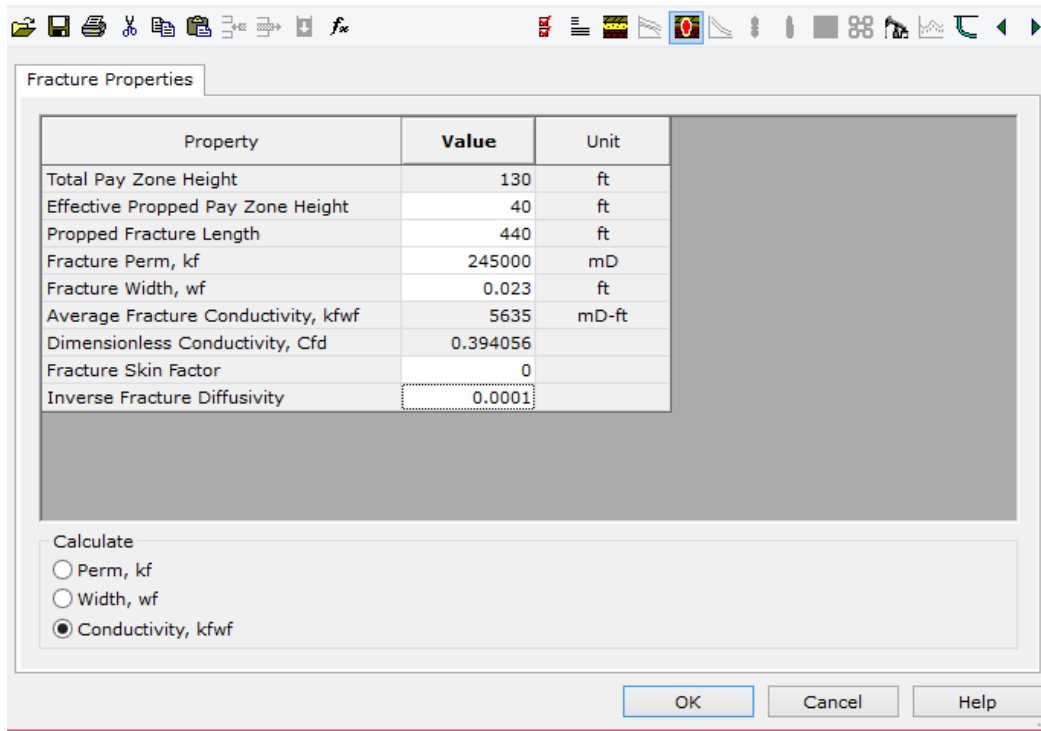 Fracture Properties
Property Value Unit
Total Pay Zone Height 130 ft
Effective Propped Pay Zone Height 40 ft
Propped Fracture Length 440 ft
Fracture Perm, kf 245000 mD
Fracture Width, wf 0.023 ft
Average Fracture Conductivity, kfwf 5635 mD-ft
Dimensionless Conductivity, Cfd 0.394056
Fracture Skin Factor 0
Inverse Fracture Diffusivity 0.0001
Calculate
Perm, kf
Width, wf
Conductivity, kfwf
OK Cancel Help